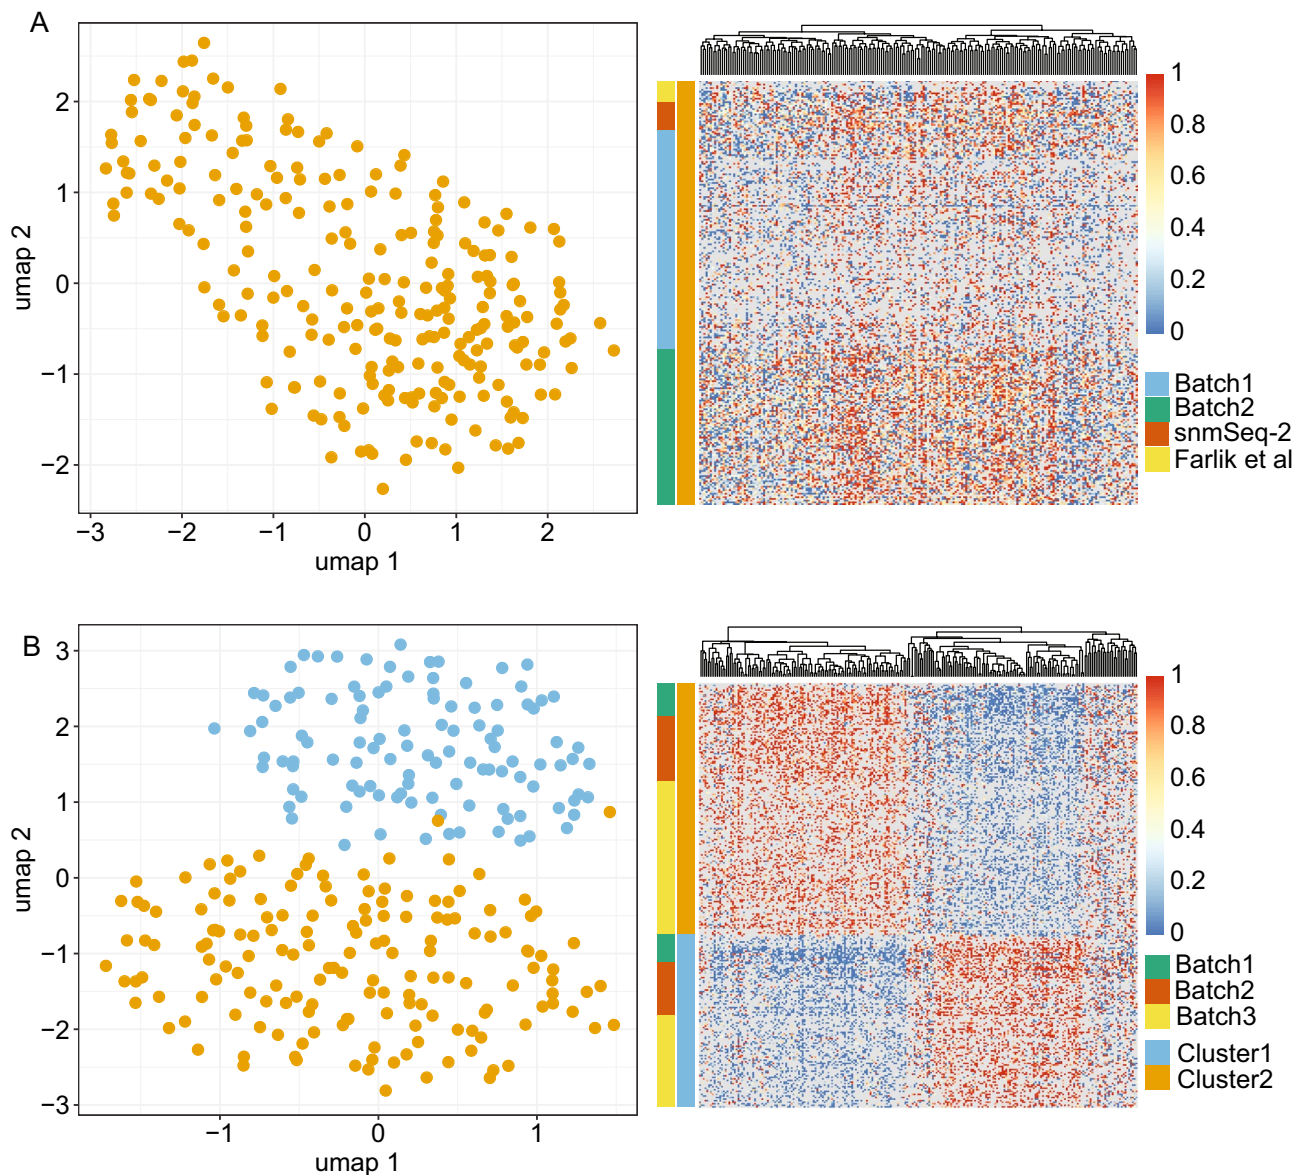 A
umap 2
2
1
0
−1
−2
−3 −2 −1 0 1 2
umap 1
1
0.8
0.6
0.4
0.2
0
Batch1
Batch2
snmSeq-2
Farlik et al
B
umap 2
3
2
1
0
−1
−2
−3
−1 0 1
umap 1
1
0.8
0.6
0.4
0.2
0
Batch1
Batch2
Batch3
Cluster1
Cluster2